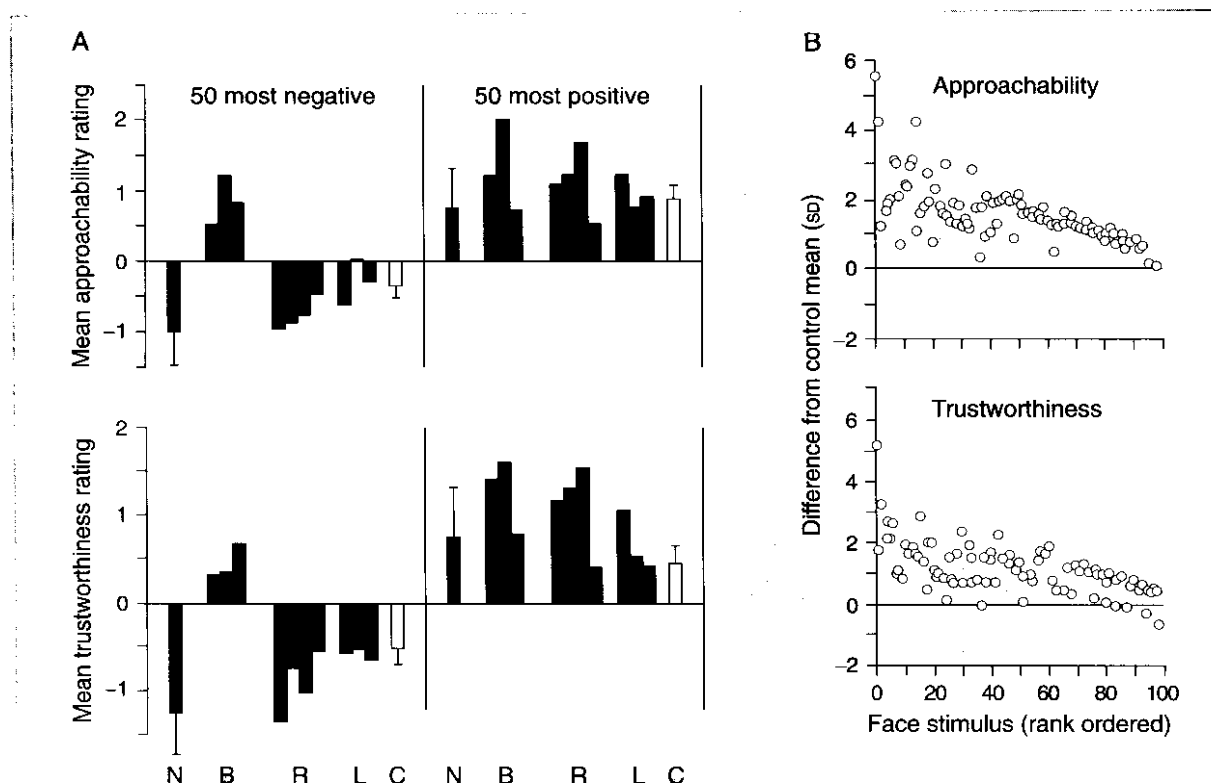 A
50 most negative
50 most positive
Mean approachability rating
2
1
0
−1
Mean trustworthiness rating
2
1
0
−1
N B R L C N B R L C
B
Approachability
6
4
2
0
−2
Difference from control mean (SD)
Trustworthiness
6
4
2
0
−2
0 20 40 60 80 100
Face stimulus (rank ordered)